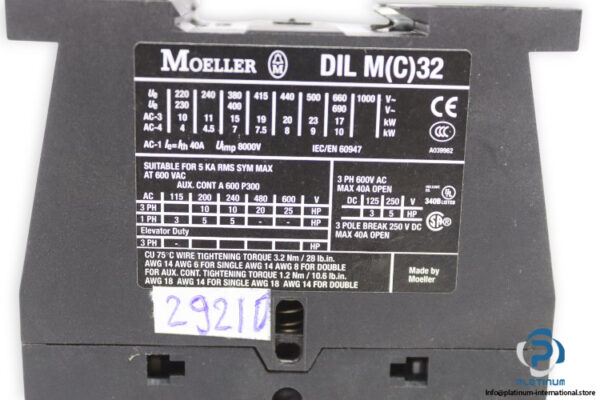 MOELLER DIL M(C)32
Ue 220 240 380 415 440 500 660 1000 V~
Ue 230 400 690 V~
AC-3 10 11 15 19 20 23 17 kW
AC-4 4 4.5 7 7.5 8 9 10 kW
AC-1 Ie=Ith 40A Uimp 8000V IEC/EN 60947
CE
CCC
A039962
SUITABLE FOR 5 KA RMS SYM MAX
AT 600 VAC
AUX. CONT A 600 P300
AC 115 200 240 480 600 V
3 PH 10 10 20 25 HP
1 PH 3 5 5 - - HP
Elevator Duty
3 PH - HP
3 PH 600V AC
MAX 40A OPEN
DC 125 250 V
3 5 HP
3 POLE BREAK 250 V DC
MAX 40A OPEN
UL
340B
SA
CU 75°C WIRE TIGHTENING TORQUE 3.2 Nm / 28 lb.in.
AWG 14 AWG 6 FOR SINGLE AWG 14 AWG 8 FOR DOUBLE
FOR AUX. CONT. TIGHTENING TORQUE 1.2 Nm / 10.6 lb.in.
AWG 18 AWG 14 FOR SINGLE AWG 18 AWG 14 FOR DOUBLE
Made by
Moeller
29210
PLATINUM
INTERNATIONAL
info@platinum-international.store